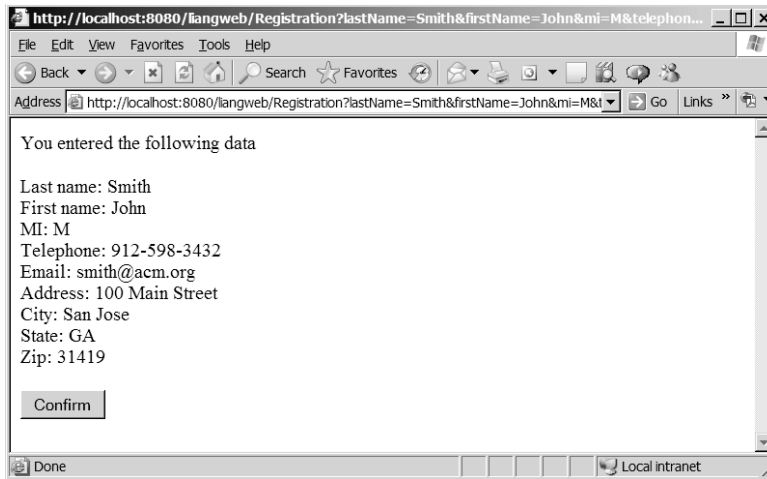 http://localhost:8080/liangweb/Registration?lastName=Smith&firstName=John&mi=M&telephon...
File Edit View Favorites Tools Help
Back Search Favorites
Address http://localhost:8080/liangweb/Registration?lastName=Smith&firstName=John&mi=M&t Go Links »
You entered the following data
Last name: Smith
First name: John
MI: M
Telephone: 912-598-3432
Email: smith@acm.org
Address: 100 Main Street
City: San Jose
State: GA
Zip: 31419
Confirm
Done Local intranet